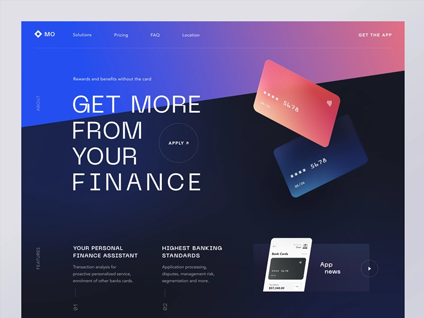 MO
Solutions
Pricing
FAQ
Location
GET THE APP
Rewards and benefits without the card
ABOUT
GET MORE
FROM
YOUR
FINANCE
APPLY
5678
5678
FEATURES
YOUR PERSONAL
FINANCE ASSISTANT
Transaction analysis for
proactive personalised service,
enrolment of other banks cards.
HIGHEST BANKING
STANDARDS
Application processing,
disputes, management risk,
segmentation and more.
Bank Cards
App
news
01
02